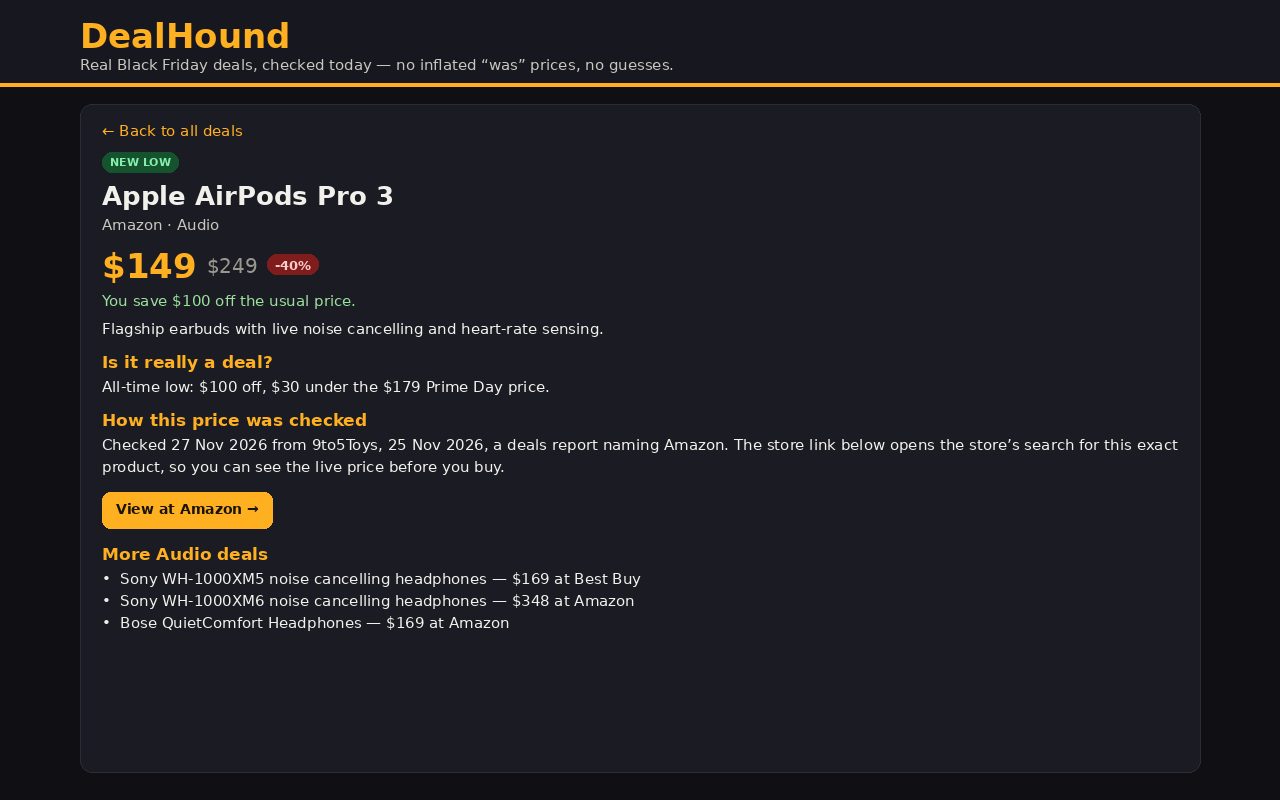 DealHound
Real Black Friday deals, checked today — no inflated “was” prices, no guesses.
← Back to all deals
NEW LOW
Apple AirPods Pro 3
Amazon · Audio
$149 $249 -40%
You save $100 off the usual price.
Flagship earbuds with live noise cancelling and heart-rate sensing.
Is it really a deal?
All-time low: $100 off, $30 under the $179 Prime Day price.
How this price was checked
Checked 27 Nov 2026 from 9to5Toys, 25 Nov 2026, a deals report naming Amazon. The store link below opens the store’s search for this exact
product, so you can see the live price before you buy.
View at Amazon →
More Audio deals
• Sony WH-1000XM5 noise cancelling headphones — $169 at Best Buy
• Sony WH-1000XM6 noise cancelling headphones — $348 at Amazon
• Bose QuietComfort Headphones — $169 at Amazon